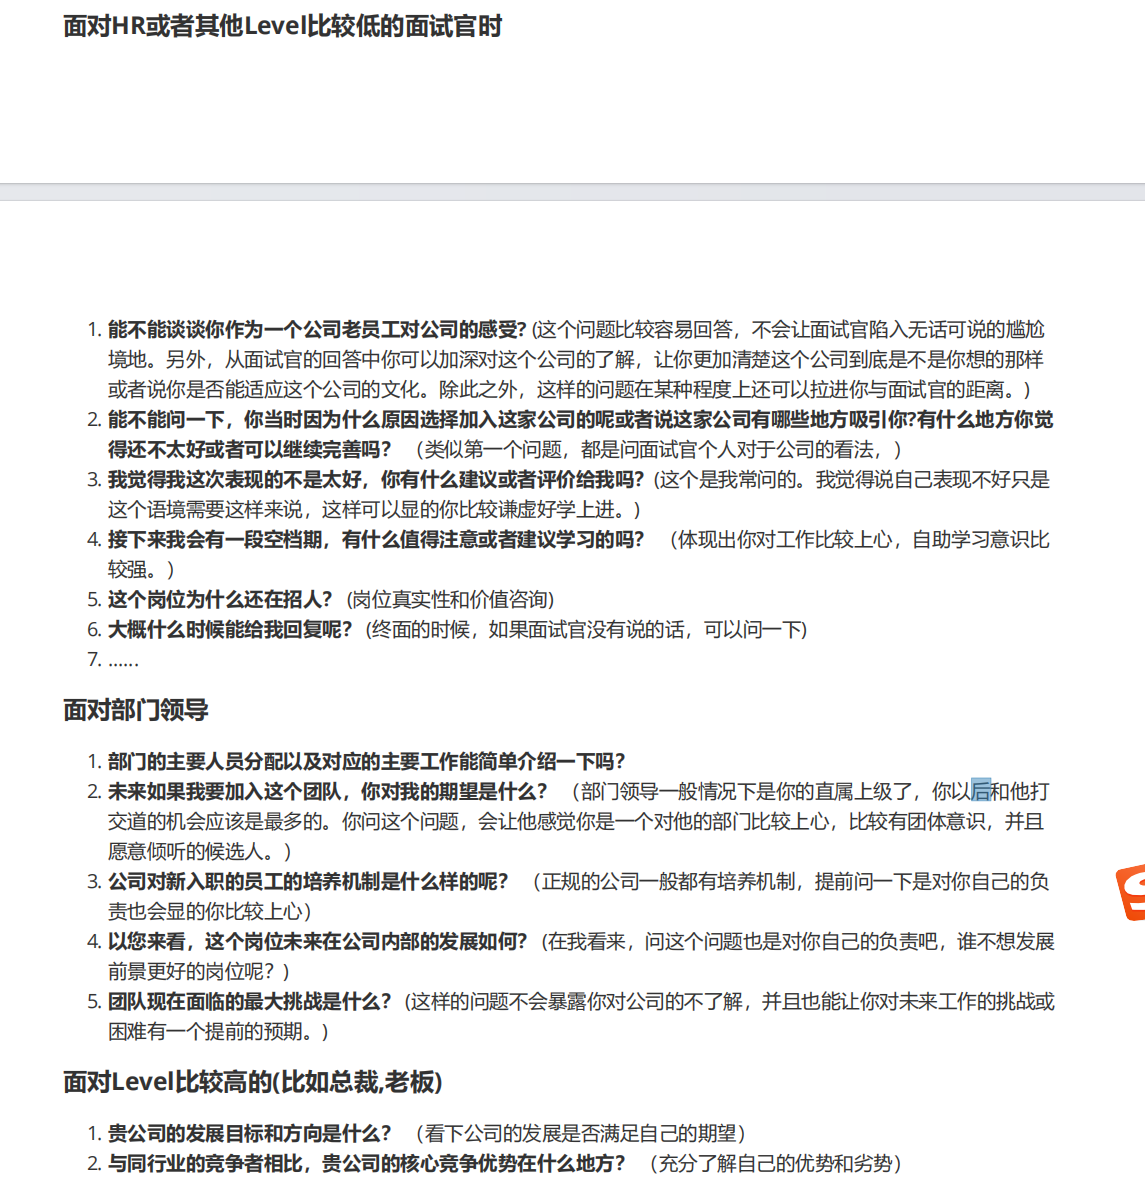 面对HR或者其他Level比较低的面试官时
1. 能不能谈谈你作为一个公司老员工对公司的感受? (这个问题比较容易回答，不会让面试官陷入无话可说的尴尬
境地。另外，从面试官的回答中你可以加深对这个公司的了解，让你更加清楚这个公司到底是不是你想的那样
或者说你是否能适应这个公司的文化。除此之外，这样的问题在某种程度上还可以拉进你与面试官的距离。)
2. 能不能问一下，你当时因为什么原因选择加入这家公司的呢或者说这家公司有哪些地方吸引你?有什么地方你觉
得还不太好或者可以继续完善吗？（类似第一个问题，都是问面试官个人对于公司的看法，）
3. 我觉得我这次表现的不是太好，你有什么建议或者评价给我吗？(这个是我常问的。我觉得说自己表现不好只是
这个语境需要这样来说，这样可以显的你比较谦虚好学上进。)
4. 接下来我会有一段空档期，有什么值得注意或者建议学习的吗？（体现出你对工作比较上心，自助学习意识比
较强。）
5. 这个岗位为什么还在招人？(岗位真实性和价值咨询)
6. 大概什么时候能给我回复呢？(终面的时候，如果面试官没有说的话，可以问一下)
7. ......
面对部门领导
1. 部门的主要人员分配以及对应的主要工作能简单介绍一下吗？
2. 未来如果我要加入这个团队，你对我的期望是什么？（部门领导一般情况下是你的直属上级了，你以后和他打
交道的机会应该是最多的。你问这个问题，会让他感觉你是一个对他的部门比较上心，比较有团体意识，并且
愿意倾听的候选人。）
3. 公司对新入职的员工的培养机制是什么样的呢？（正规的公司一般都有培养机制，提前问一下是对你自己的负
责也会显的你比较上心）
4. 以您来看，这个岗位未来在公司内部的发展如何？(在我看来，问这个问题也是对你自己的负责吧，谁不想发展
前景更好的岗位呢？)
5. 团队现在面临的最大挑战是什么？(这样的问题不会暴露你对公司的不了解，并且也能让你对未来工作的挑战或
困难有一个提前的预期。)
面对Level比较高的(比如总裁,老板)
1. 贵公司的发展目标和方向是什么？（看下公司的发展是否满足自己的期望）
2. 与同行业的竞争者相比，贵公司的核心竞争优势在什么地方？（充分了解自己的优势和劣势）